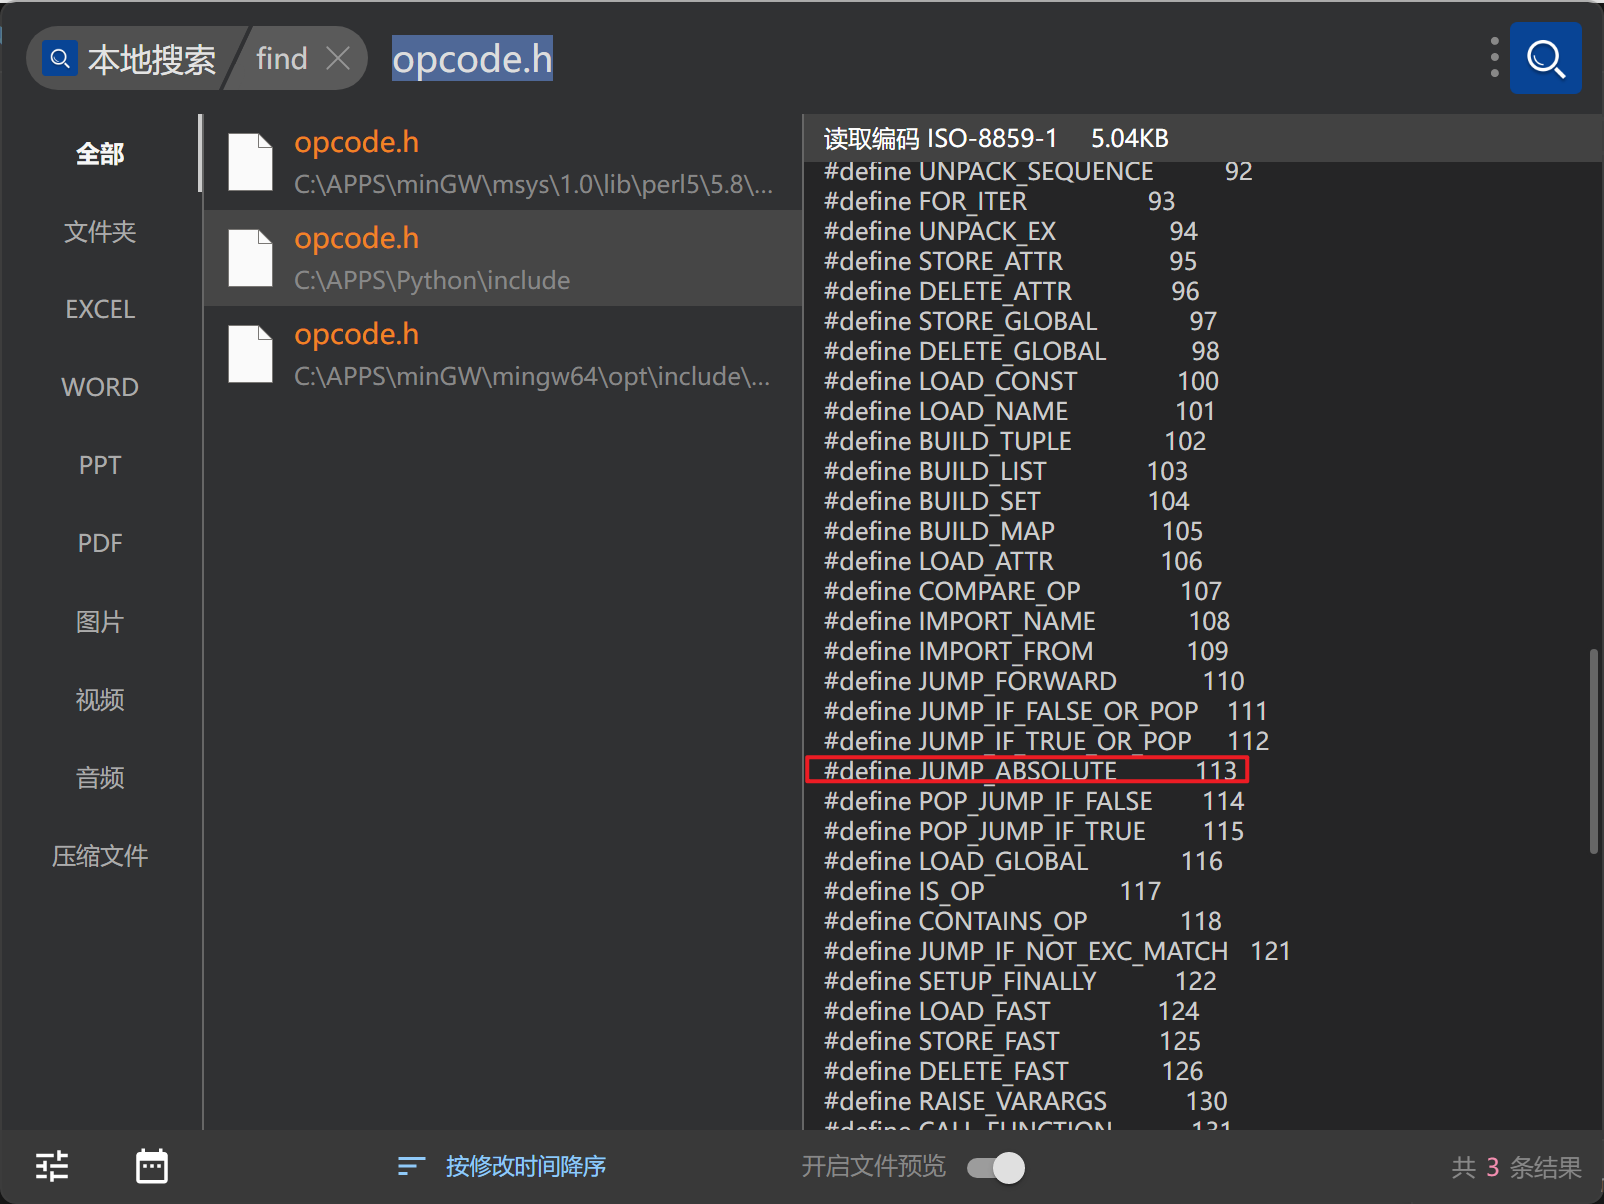 本地搜索 find opcode.h
全部
文件夹
EXCEL
WORD
PPT
PDF
图片
视频
音频
压缩文件
opcode.h
C:\APPS\minGW\msys\1.0\lib\perl5\5.8\...
opcode.h
C:\APPS\Python\include
opcode.h
C:\APPS\minGW\mingw64\opt\include\...
读取编码 ISO-8859-1 5.04KB
#define UNPACK_SEQUENCE 92
#define FOR_ITER 93
#define UNPACK_EX 94
#define STORE_ATTR 95
#define DELETE_ATTR 96
#define STORE_GLOBAL 97
#define DELETE_GLOBAL 98
#define LOAD_CONST 100
#define LOAD_NAME 101
#define BUILD_TUPLE 102
#define BUILD_LIST 103
#define BUILD_SET 104
#define BUILD_MAP 105
#define LOAD_ATTR 106
#define COMPARE_OP 107
#define IMPORT_NAME 108
#define IMPORT_FROM 109
#define JUMP_FORWARD 110
#define JUMP_IF_FALSE_OR_POP 111
#define JUMP_IF_TRUE_OR_POP 112
#define JUMP_ABSOLUTE 113
#define POP_JUMP_IF_FALSE 114
#define POP_JUMP_IF_TRUE 115
#define LOAD_GLOBAL 116
#define IS_OP 117
#define CONTAINS_OP 118
#define JUMP_IF_NOT_EXC_MATCH 121
#define SETUP_FINALLY 122
#define LOAD_FAST 124
#define STORE_FAST 125
#define DELETE_FAST 126
#define RAISE_VARARGS 130
#define CALL_FUNCTION 131
按修改时间降序
开启文件预览
共 3 条结果